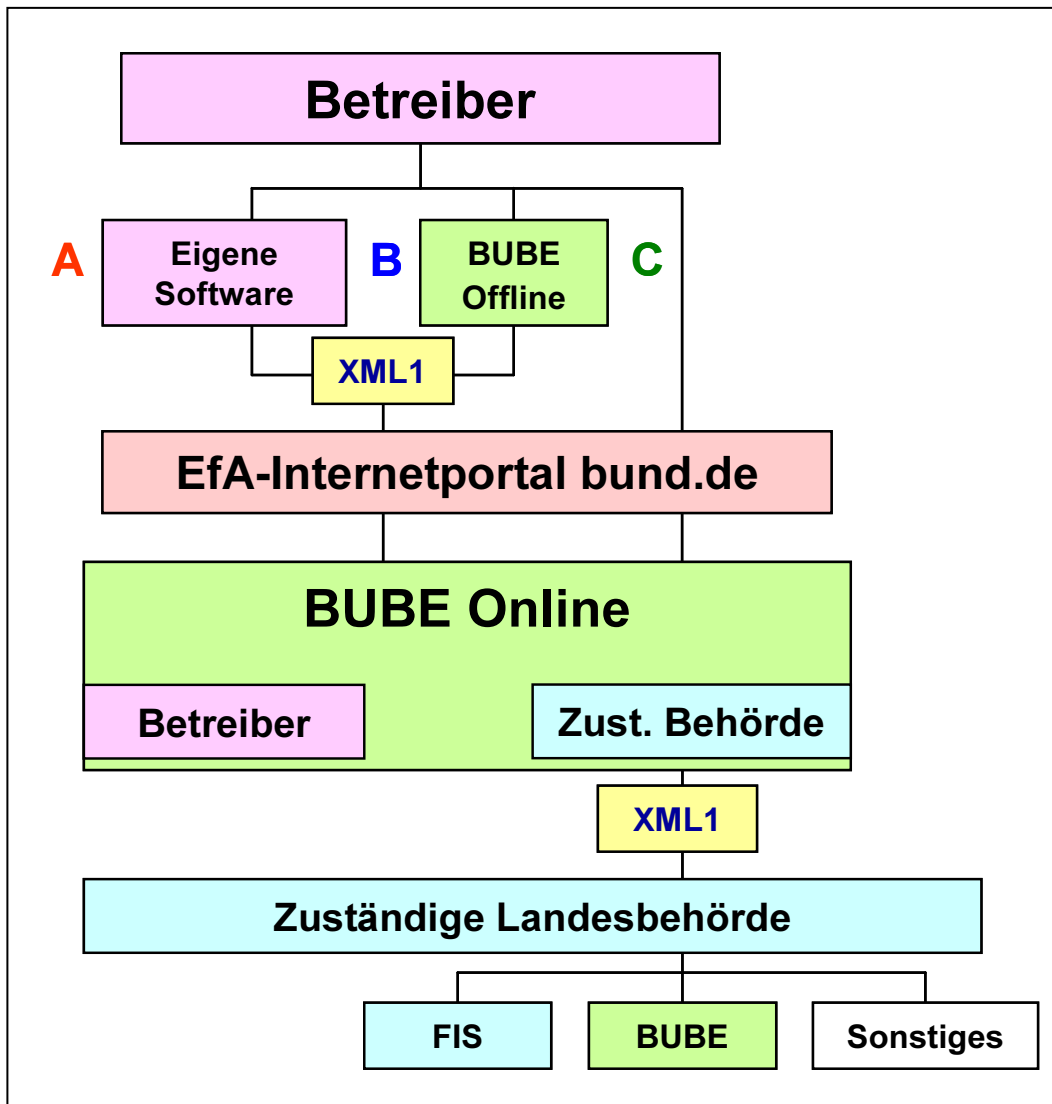 Betreiber
A
Eigene
Software
B
BUBE
Offline
C
XML1
EfA-Internetportal bund.de
BUBE Online
Betreiber
Zust. Behörde
XML1
Zuständige Landesbehörde
FIS
BUBE
Sonstiges